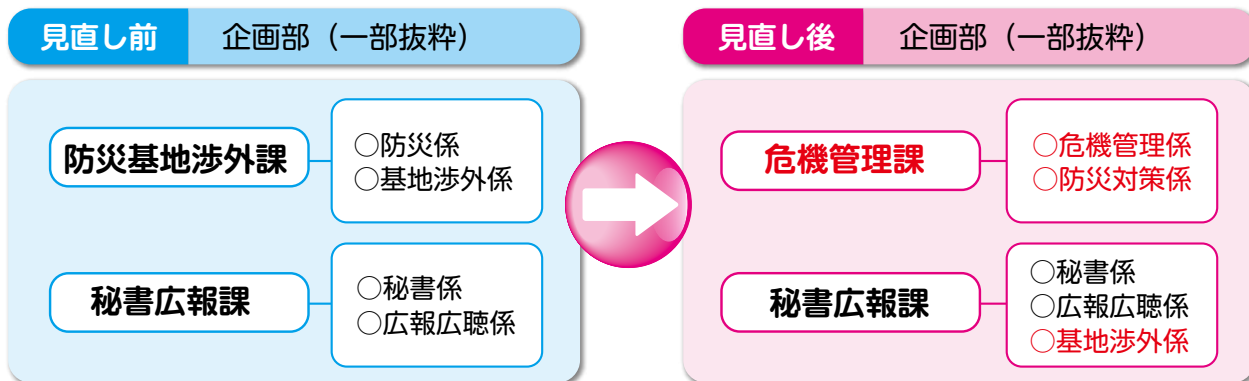 見直し前 企画部（一部抜粋）
防災基地渉外課
○防災係
○基地渉外係
秘書広報課
○秘書係
○広報広聴係
見直し後 企画部（一部抜粋）
危機管理課
○危機管理係
○防災対策係
秘書広報課
○秘書係
○広報広聴係
○基地渉外係